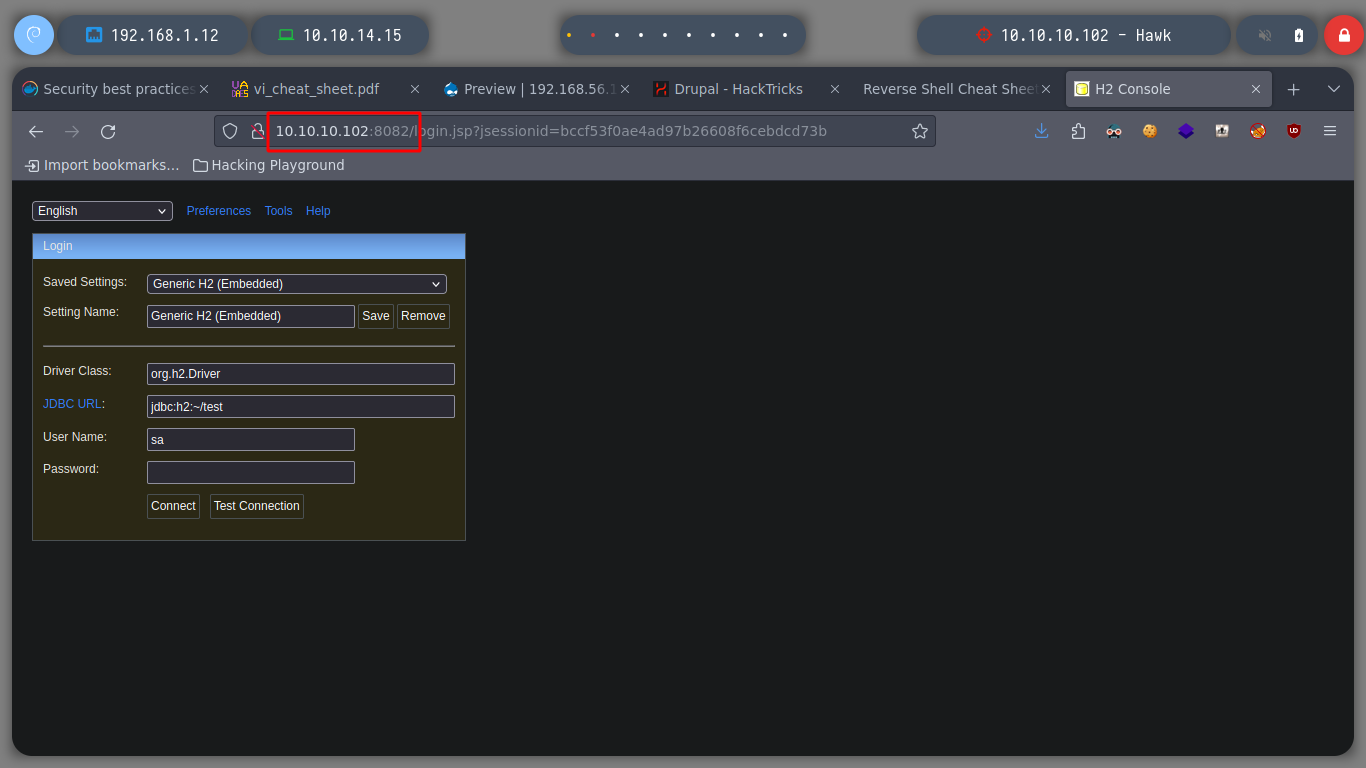 192.168.1.12 10.10.14.15 10.10.10.102 - Hawk
Security best practices vi_cheat_sheet.pdf Preview | 192.168.56.1 Drupal - HackTricks Reverse Shell Cheat Sheet H2 Console
10.10.10.102:8082/login.jsp?jsessionid=bccf53f0ae4ad97b26608f6cebdcd73b
Import bookmarks... Hacking Playground
English Preferences Tools Help
Login
Saved Settings: Generic H2 (Embedded)
Setting Name: Generic H2 (Embedded) Save Remove
Driver Class: org.h2.Driver
JDBC URL: jdbc:h2:~/test
User Name: sa
Password:
Connect Test Connection